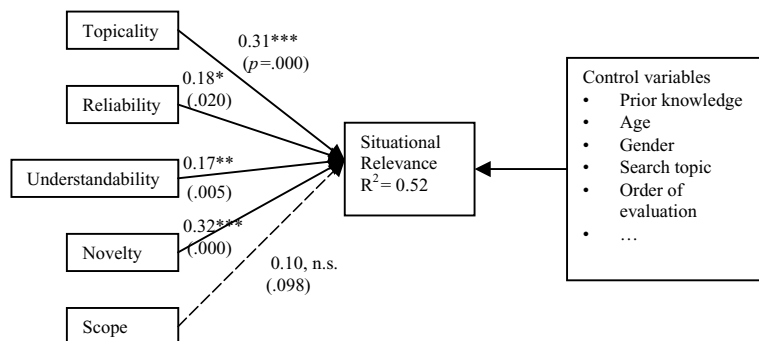 Topicality
0.31***
(p=.000)
0.18*
(.020)
Reliability
Understandability
0.17**
(.005)
Novelty
0.32***
(.000)
0.10, n.s.
(.098)
Scope
Situational
Relevance
R²= 0.52
Control variables
• Prior knowledge
• Age
• Gender
• Search topic
• Order of
evaluation
• …